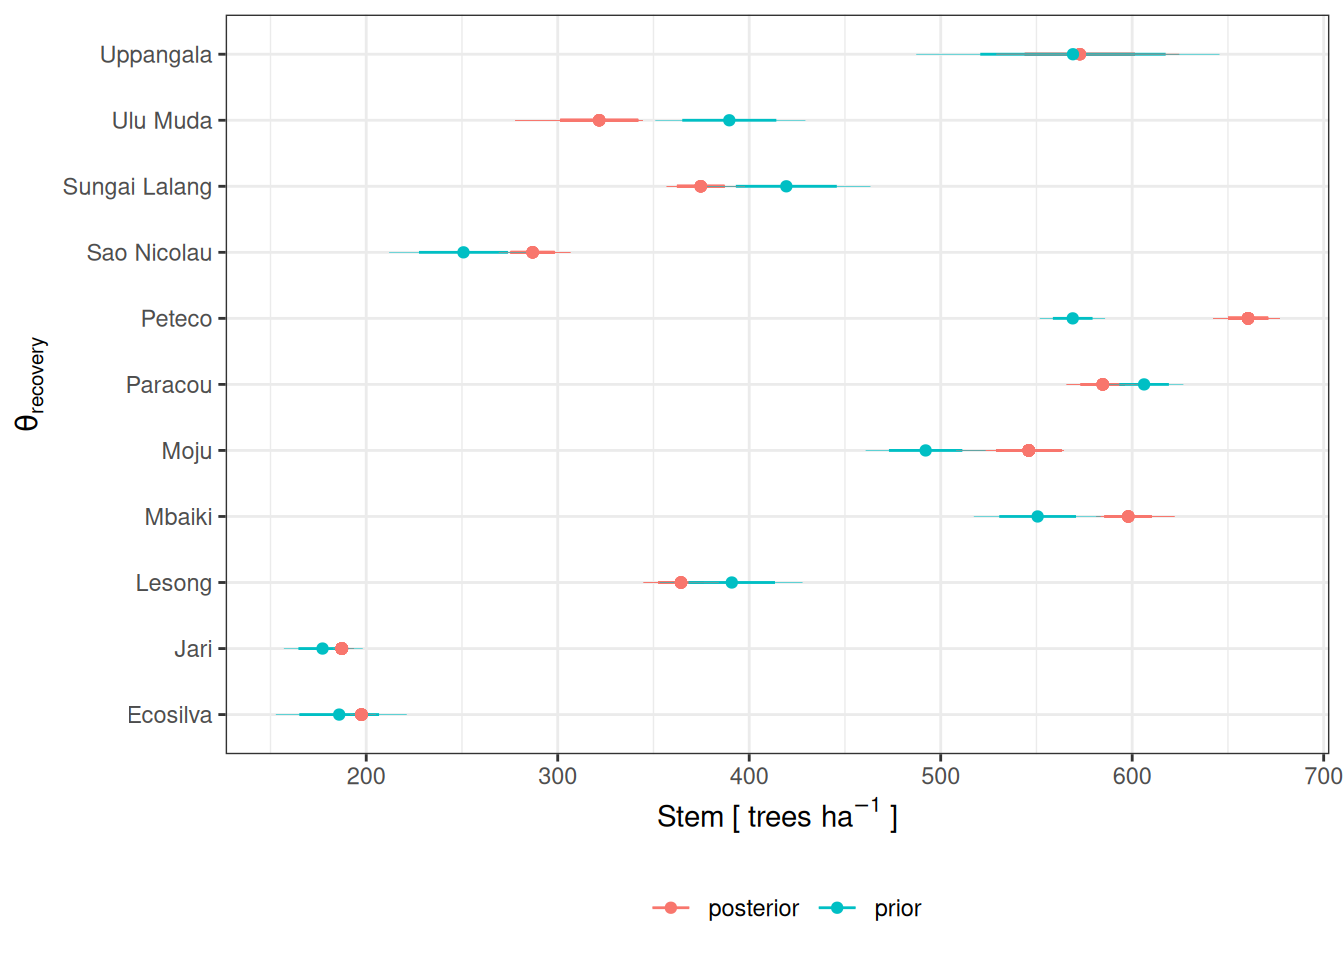 Uppangala
Ulu Muda
Sungai Lalang
Sao Nicolau
Peteco
Paracou
Moju
Mbaiki
Lesong
Jari
Ecosilva
θrecovery
200 300 400 500 600 700
Stem [ trees ha⁻¹ ]
posterior prior